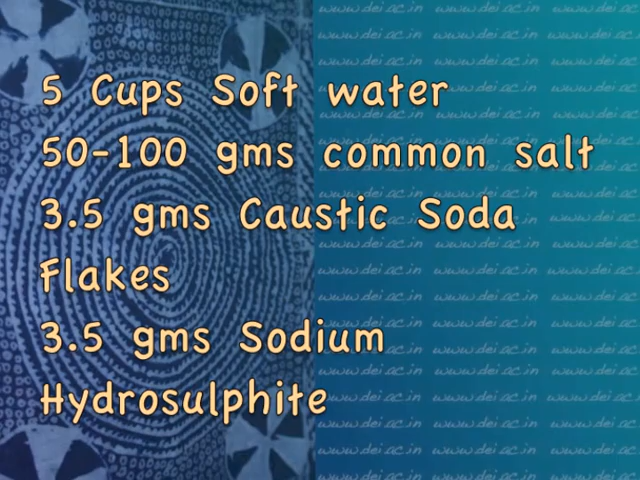 5 Cups Soft water
50-100 gms common salt
3.5 gms Caustic Soda
Flakes
3.5 gms Sodium
Hydrosulphite
www.dei.ac.in